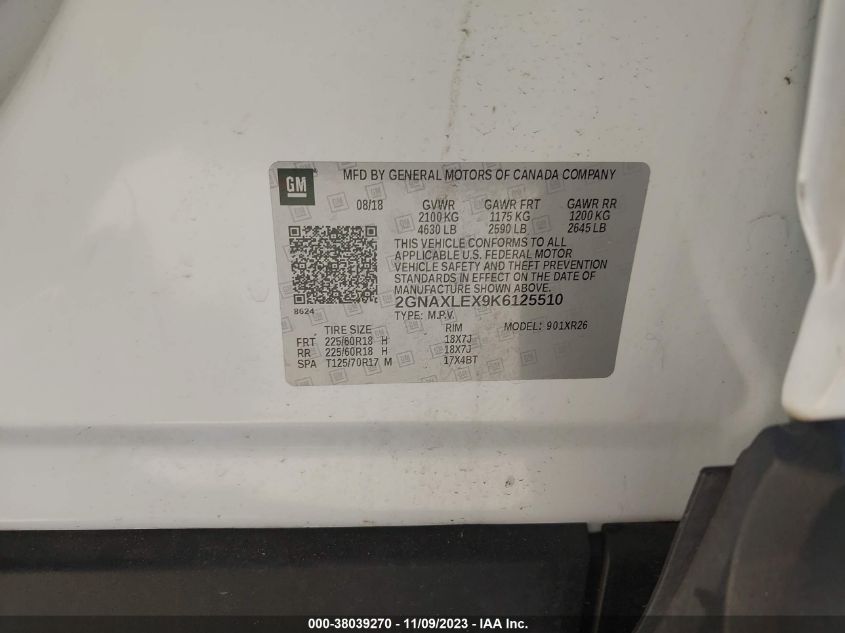 GM
MFD BY GENERAL MOTORS OF CANADA COMPANY
08/18 GVWR GAWR FRT GAWR RR
2100 KG 1175 KG 1200 KG
4630 LB 2590 LB 2645 LB
THIS VEHICLE CONFORMS TO ALL
APPLICABLE U.S. FEDERAL MOTOR
VEHICLE SAFETY AND THEFT PREVENTION
STANDARDS IN EFFECT ON THE DATE OF
MANUFACTURE SHOWN ABOVE.
2GNAXLEX9K6125510
8624
TYPE: M.P.V. MODEL: 901XR26
TIRE SIZE RIM
FRT 225/60R18 H 18X7J
RR 225/60R18 H 18X7J
SPA T125/70R17 M 17X4BT
000-38039270 - 11/09/2023 - IAA Inc.